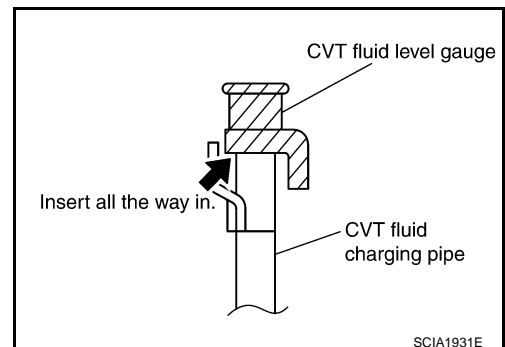 CVT fluid level gauge
Insert all the way in.
CVT fluid
charging pipe
SCIA1931E